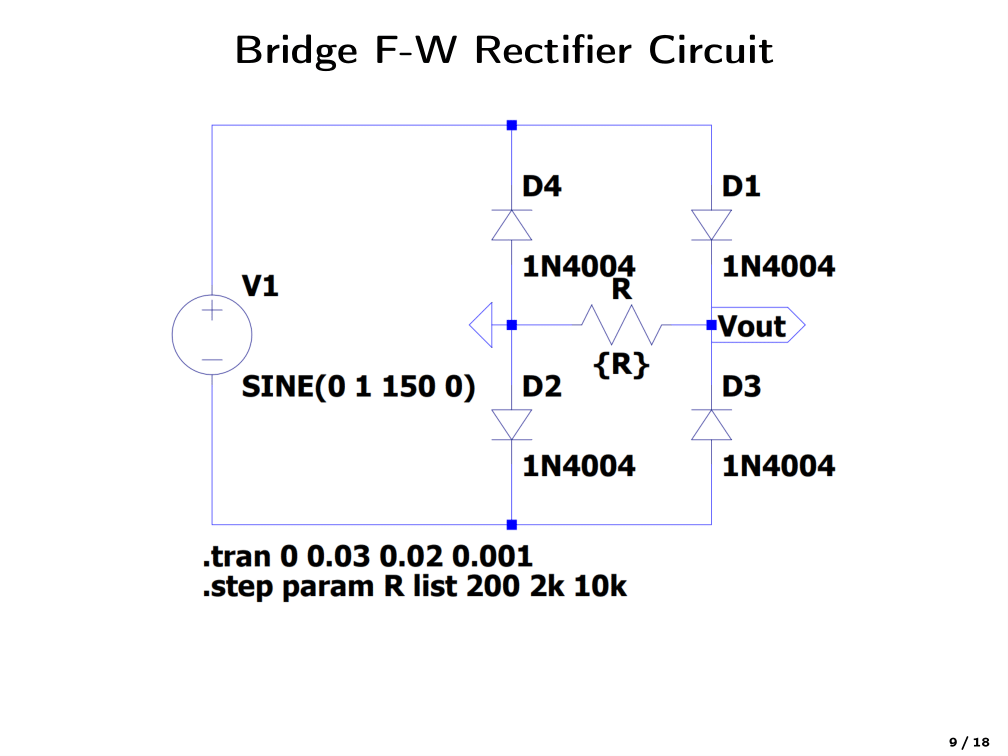 Bridge F-W Rectifier Circuit
D4
D1
1N4004
1N4004
R
V1
+
−
Vout
{R}
SINE(0 1 150 0)
D2
D3
1N4004
1N4004
.tran 0 0.03 0.02 0.001
.step param R list 200 2k 10k
9 / 18